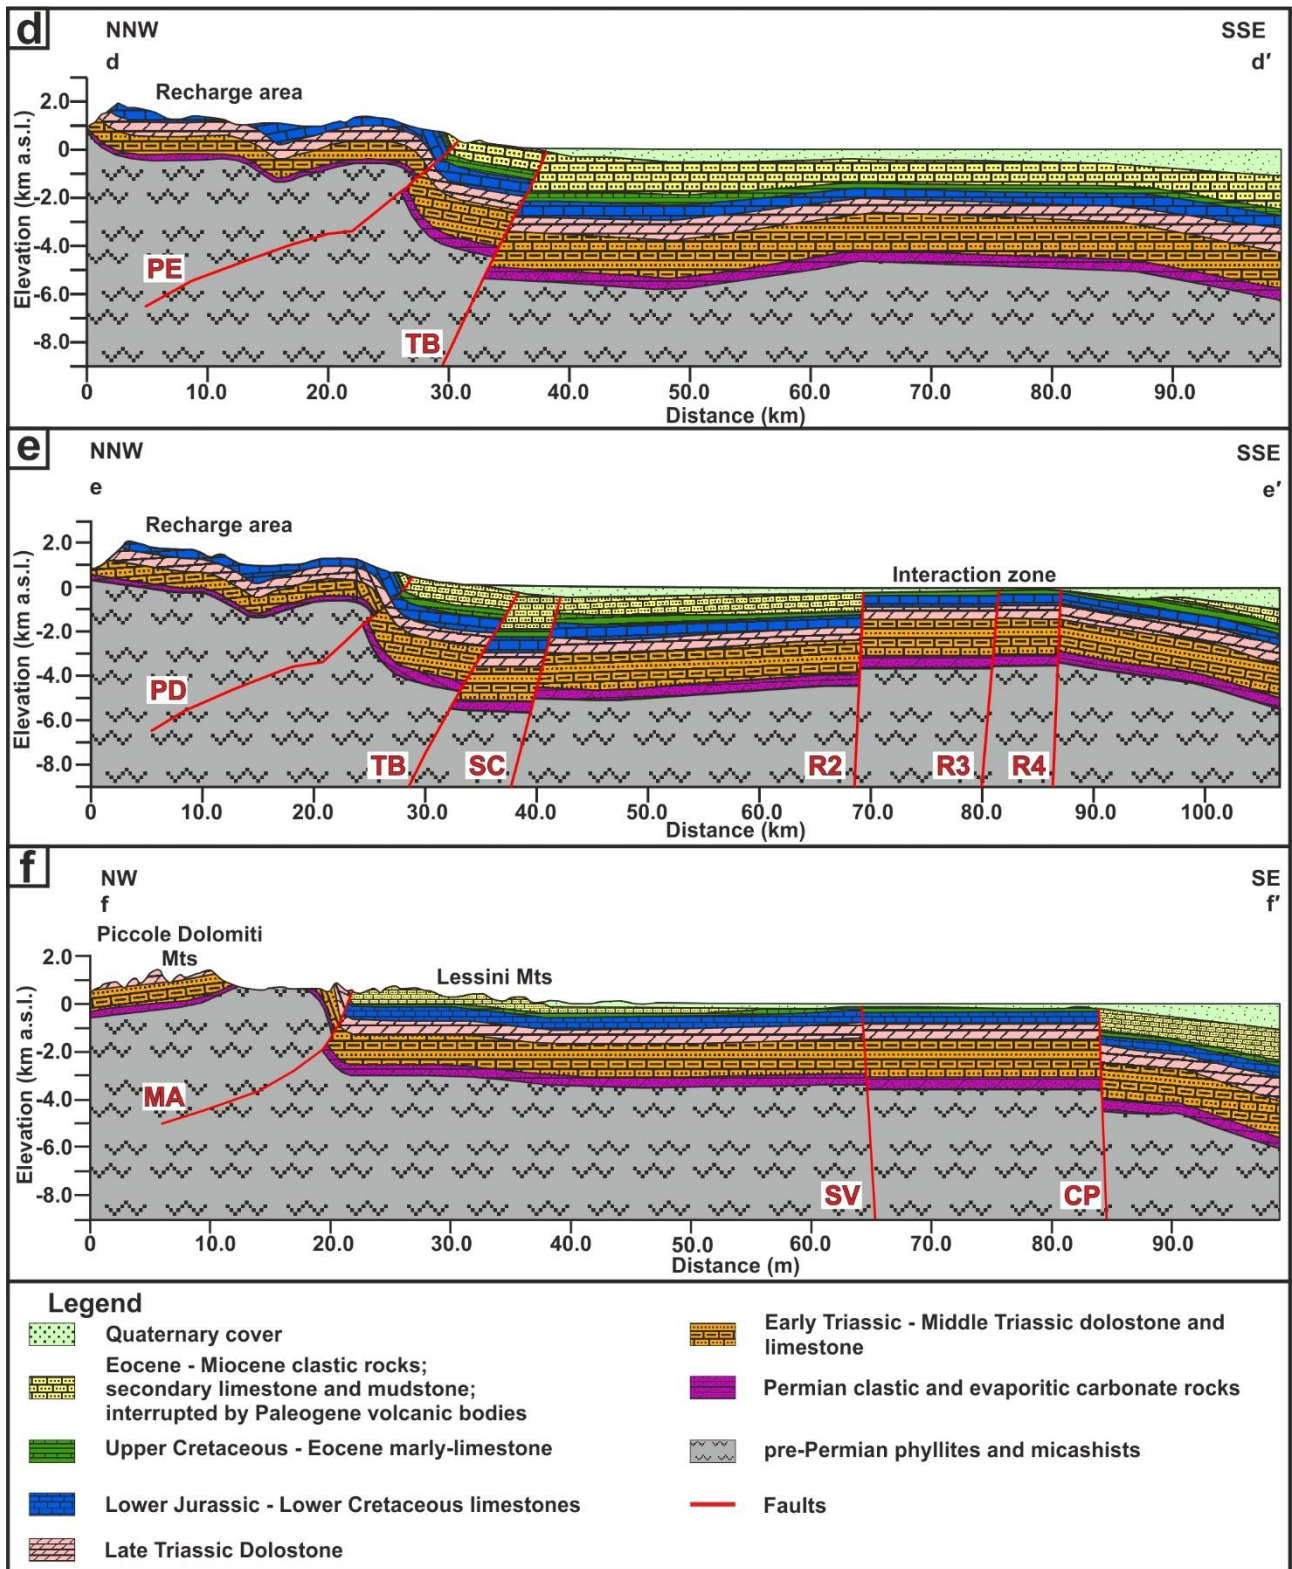 d
NNW
SSE
d
d′
Recharge area
Elevation (km a.s.l.)
2.0
0
-2.0
-4.0
-6.0
-8.0
PE
TB
0 10.0 20.0 30.0 40.0 50.0 60.0 70.0 80.0 90.0
Distance (km)
e
NNW
SSE
e
e′
Recharge area
Interaction zone
Elevation (km a.s.l.)
2.0
0
-2.0
-4.0
-6.0
-8.0
PD
TB
SC
R2
R3
R4
0 10.0 20.0 30.0 40.0 50.0 60.0 70.0 80.0 90.0 100.0
Distance (km)
f
NW
SE
f
f′
Piccole Dolomiti
Mts
Lessini Mts
Elevation (km a.s.l.)
2.0
0
-2.0
-4.0
-6.0
-8.0
MA
SV
CP
0 10.0 20.0 30.0 40.0 50.0 60.0 70.0 80.0 90.0
Distance (m)
Legend
Quaternary cover
Eocene - Miocene clastic rocks;
secondary limestone and mudstone;
interrupted by Paleogene volcanic bodies
Upper Cretaceous - Eocene marly-limestone
Lower Jurassic - Lower Cretaceous limestones
Late Triassic Dolostone
Early Triassic - Middle Triassic dolostone and
limestone
Permian clastic and evaporitic carbonate rocks
pre-Permian phyllites and micashists
Faults